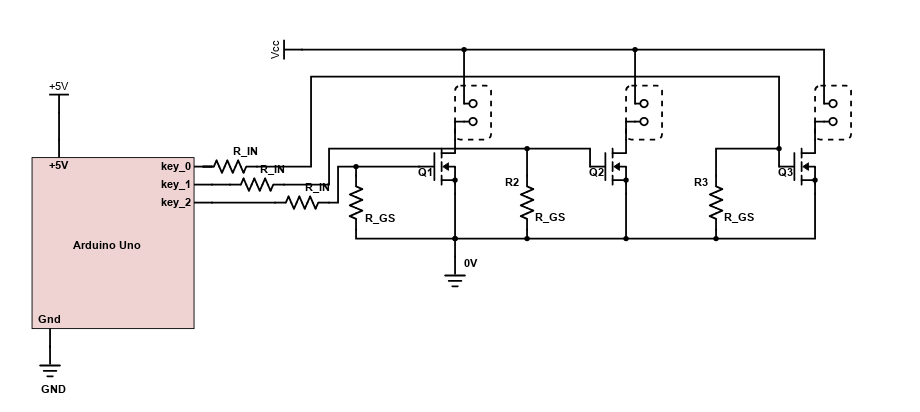 Vcc
+5V
+5V
key_0
R_IN
key_1
R_IN
key_2
R_IN
Q1
R2
Q2
R3
Q3
R_GS
R_GS
R_GS
Arduino Uno
0V
Gnd
GND